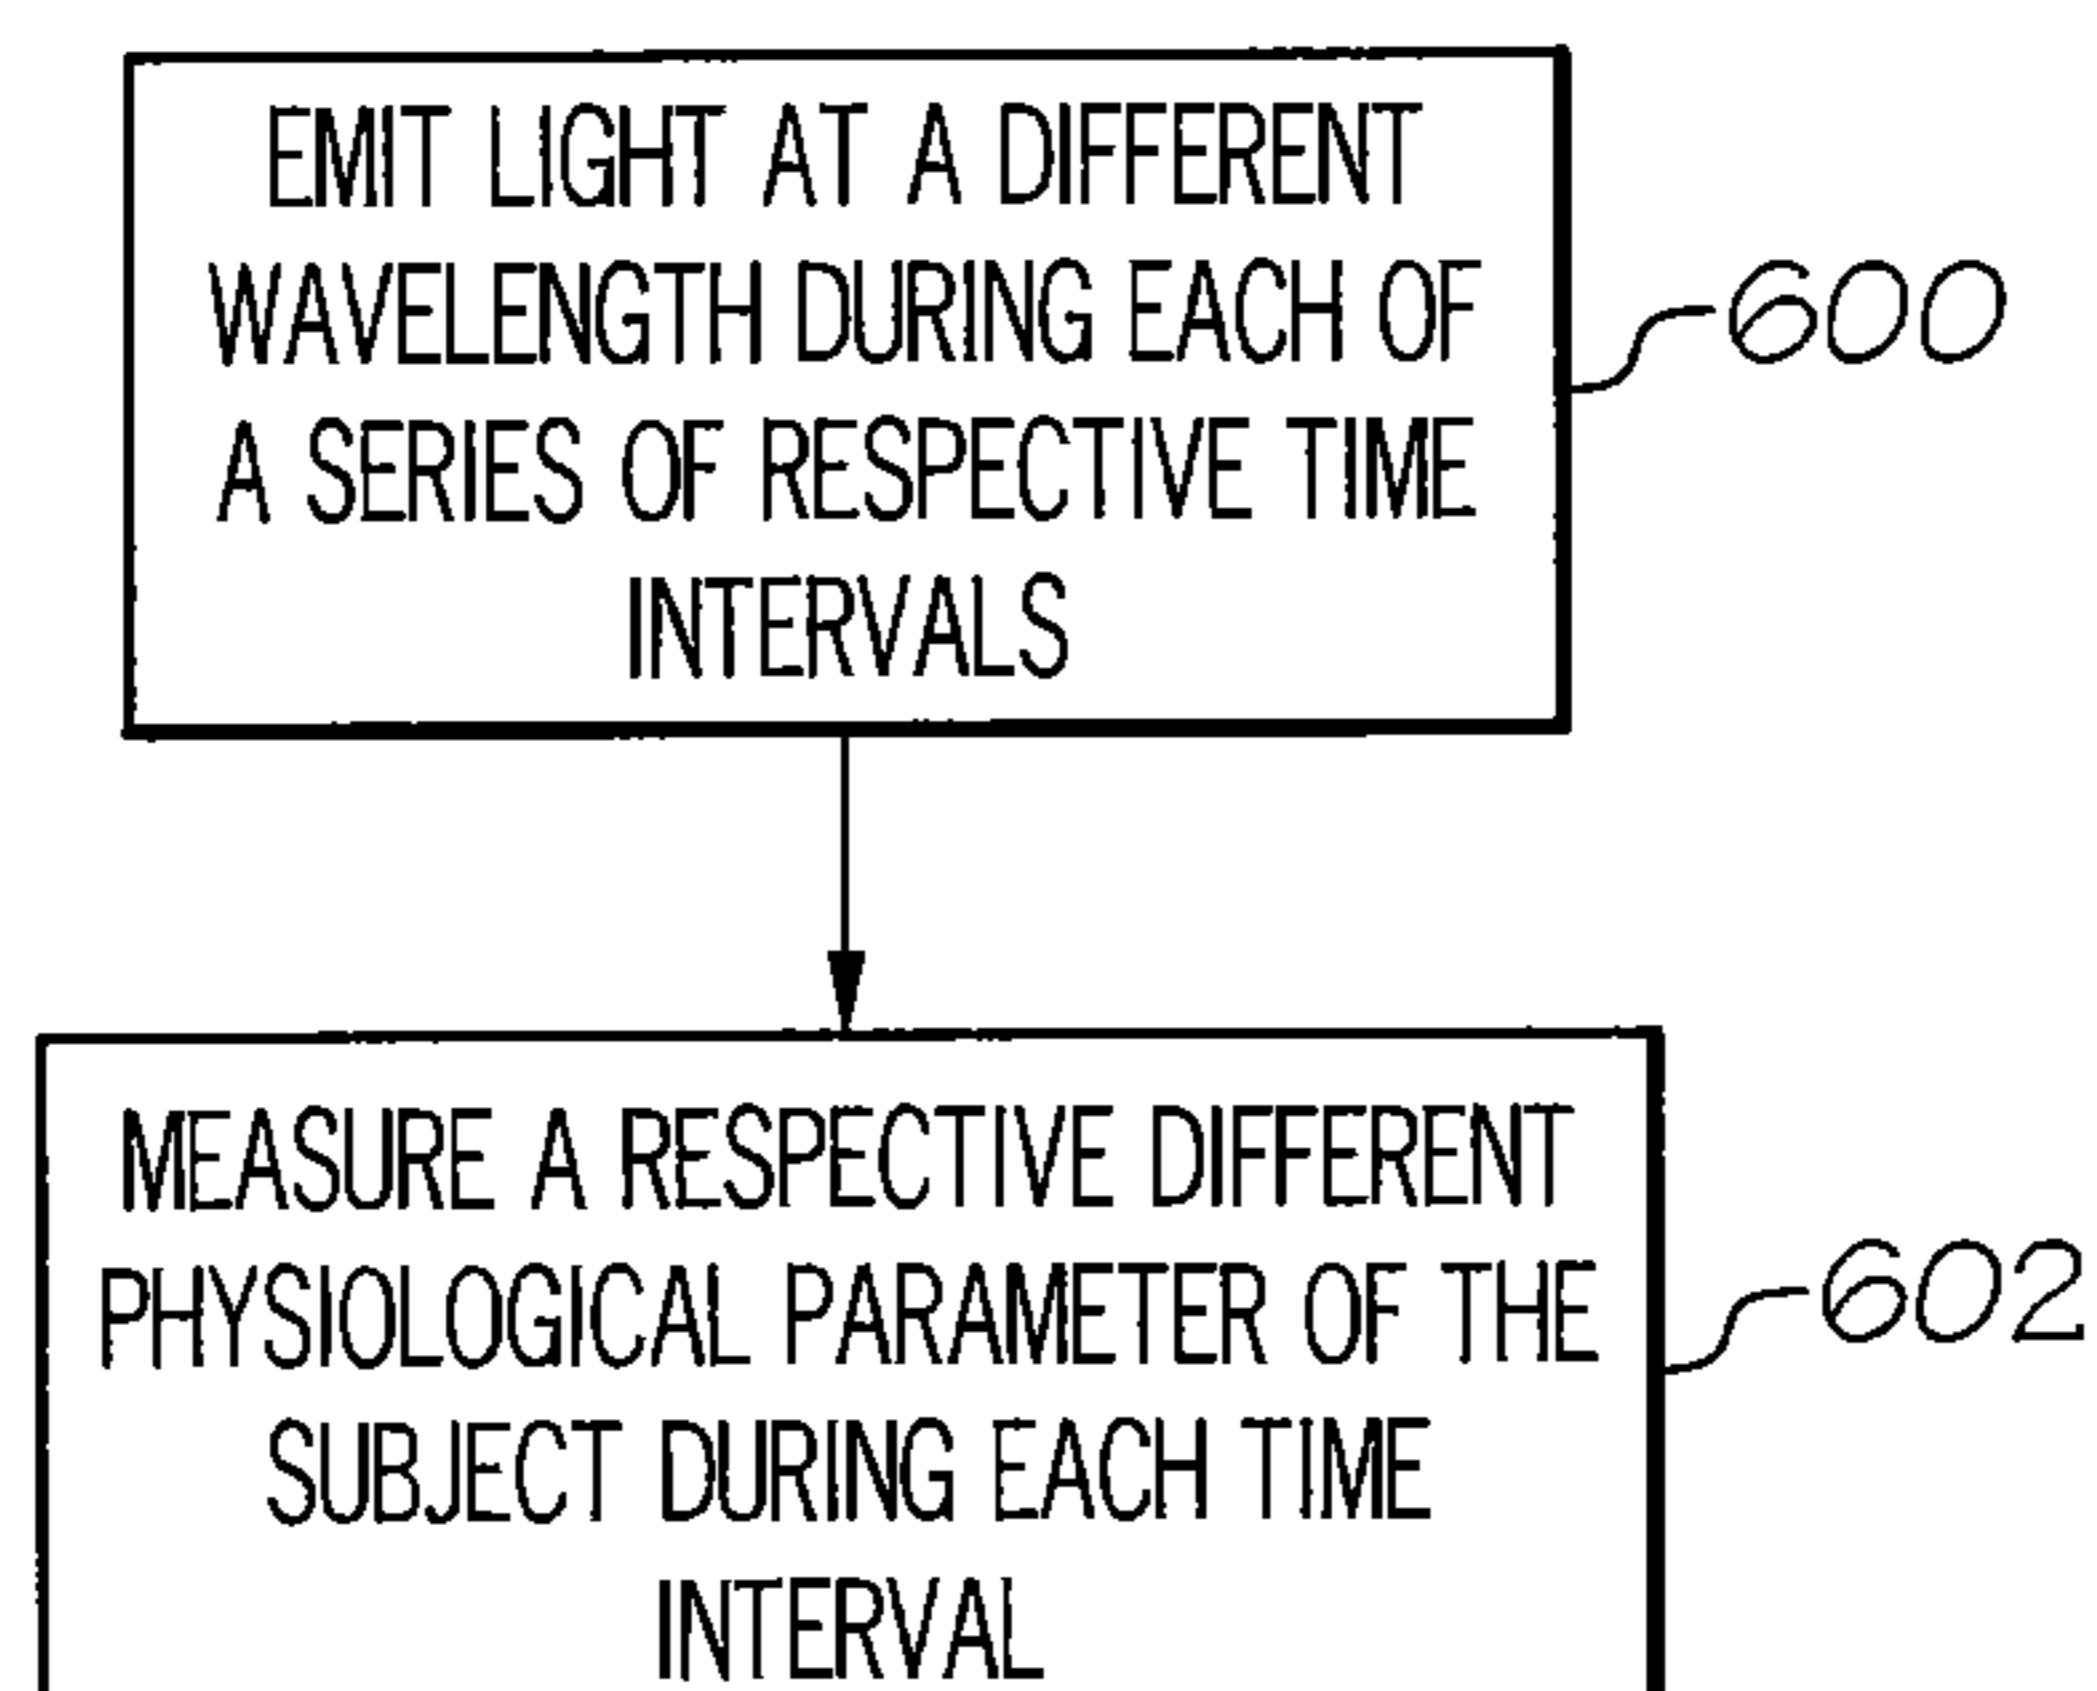 EMIT LIGHT AT A DIFFERENT
WAVELENGTH DURING EACH OF
A SERIES OF RESPECTIVE TIME
INTERVALS
600
MEASURE A RESPECTIVE DIFFERENT
PHYSIOLOGICAL PARAMETER OF THE
SUBJECT DURING EACH TIME
INTERVAL
602